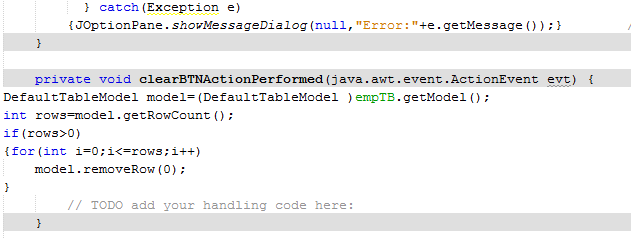 } catch(Exception e)
{JOptionPane.showMessageDialog(null,"Error:"+e.getMessage());} /
}
private void clearBTNActionPerformed(java.awt.event.ActionEvent evt) {
DefaultTableModel model=(DefaultTableModel )empTB.getModel();
int rows=model.getRowCount();
if(rows>0)
{for(int i=0;i<=rows;i++)
model.removeRow(0);
}
// TODO add your handling code here:
}